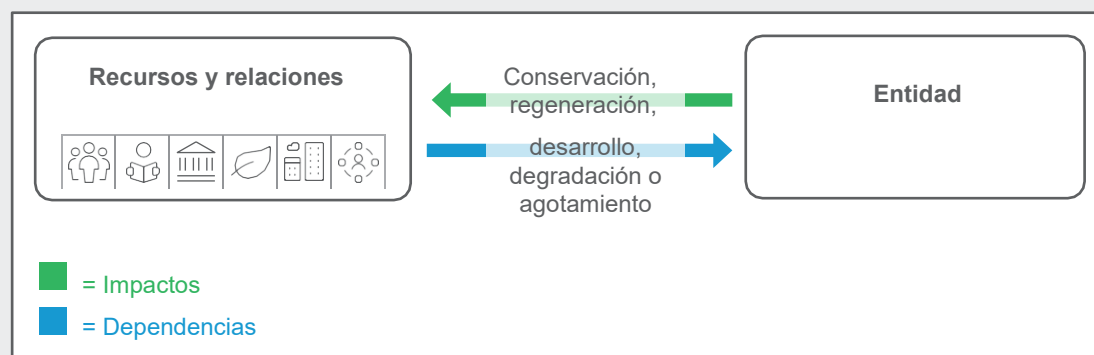 Recursos y relaciones
Conservación,
regeneración,
desarrollo,
degradación o
agotamiento
Entidad
= Impactos
= Dependencias